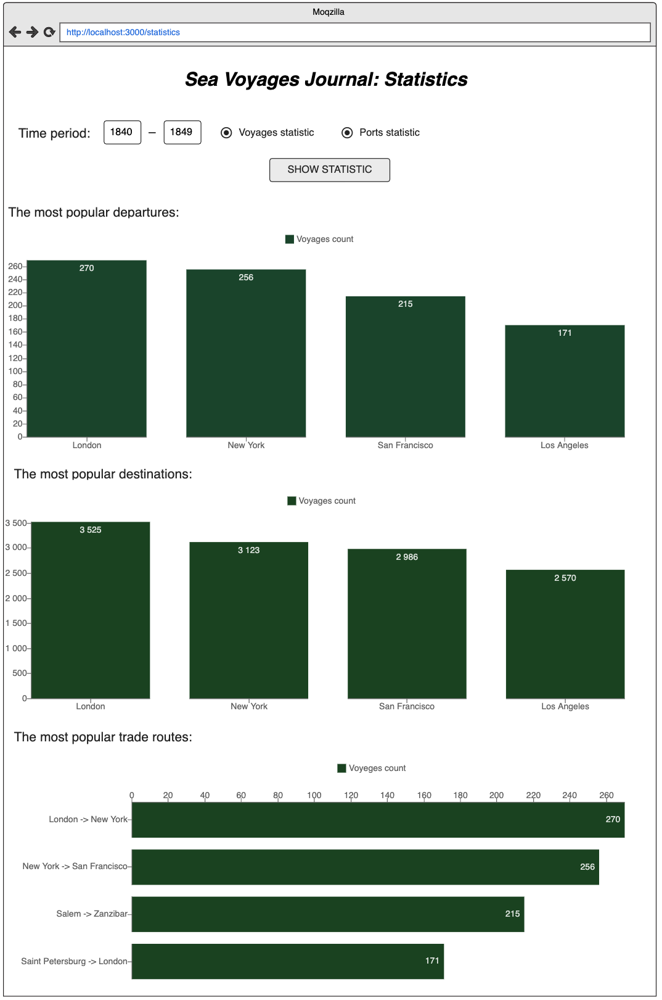 Moqzilla
http://localhost:3000/statistics
Sea Voyages Journal: Statistics
Time period: 1840 – 1849 Voyages statistic Ports statistic
SHOW STATISTIC
The most popular departures:
Voyages count
260
240
220
200
180
160
140
120
100
80
60
40
20
0
270
256
215
171
London New York San Francisco Los Angeles
The most popular destinations:
Voyages count
3 500
3 000
2 500
2 000
1 500
1 000
500
0
3 525
3 123
2 986
2 570
London New York San Francisco Los Angeles
The most popular trade routes:
Voyeges count
0 20 40 60 80 100 120 140 160 180 200 220 240 260
London -> New York 270
New York -> San Francisco 256
Salem -> Zanzibar 215
Saint Petersburg -> London 171